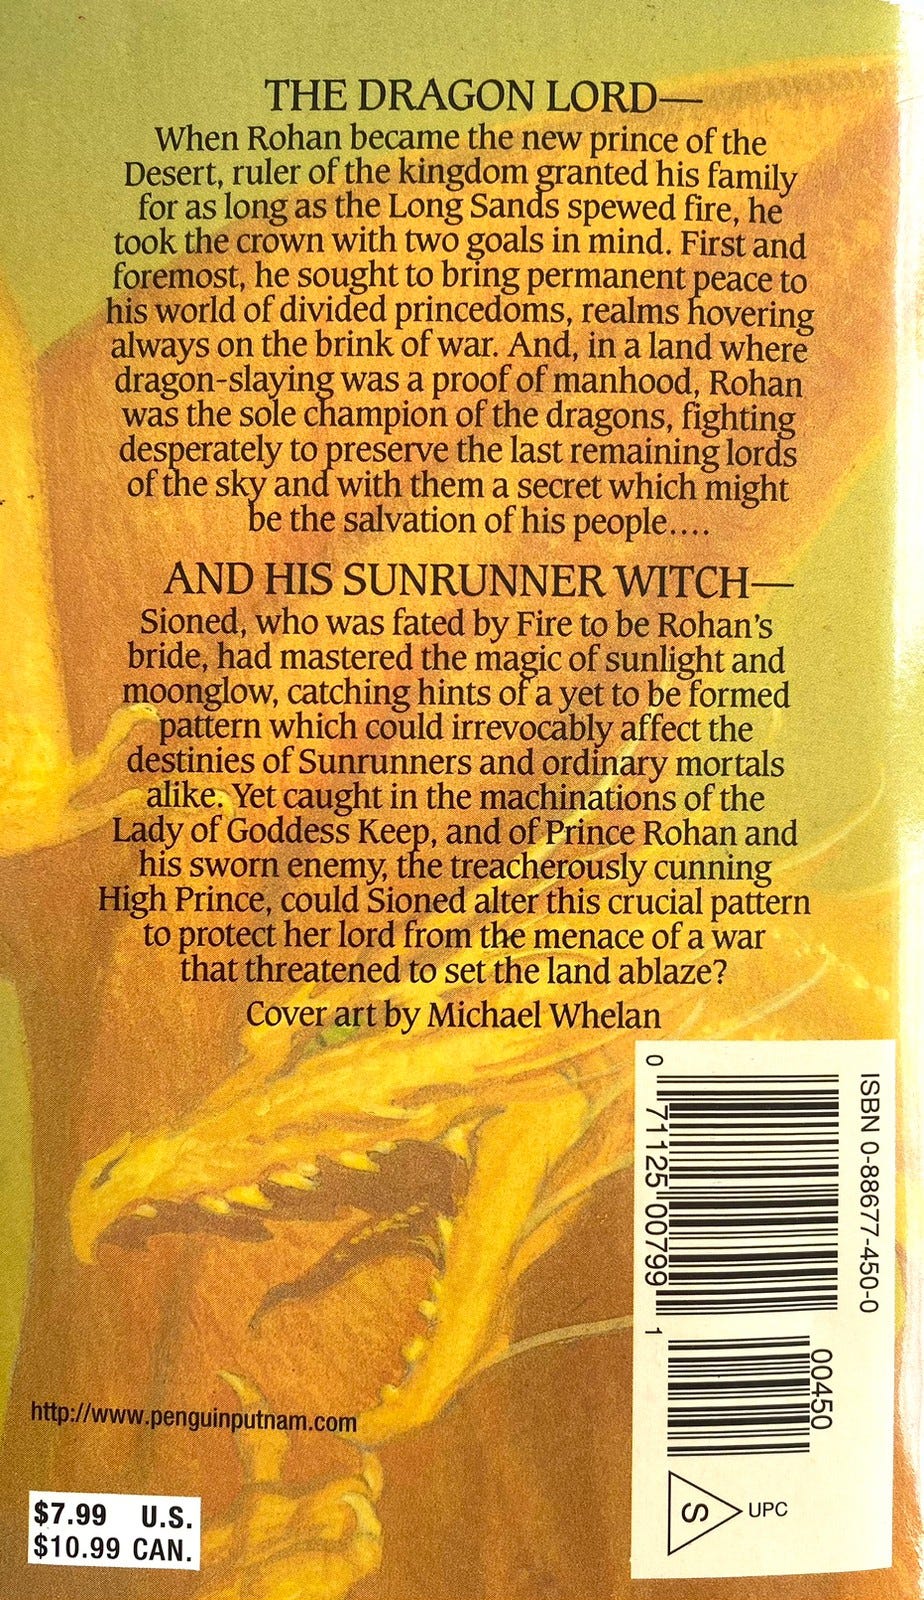 THE DRAGON LORD—
When Rohan became the new prince of the
Desert, ruler of the kingdom granted his family
for as long as the Long Sands spewed fire, he
took the crown with two goals in mind. First and
foremost, he sought to bring permanent peace to
his world of divided princedoms, realms hovering
always on the brink of war. And, in a land where
dragon-slaying was a proof of manhood, Rohan
was the sole champion of the dragons, fighting
desperately to preserve the last remaining lords
of the sky and with them a secret which might
be the salvation of his people....
AND HIS SUNRUNNER WITCH—
Sioned, who was fated by Fire to be Rohan's
bride, had mastered the magic of sunlight and
moonglow, catching hints of a yet to be formed
pattern which could irrevocably affect the
destinies of Sunrunners and ordinary mortals
alike. Yet caught in the machinations of the
Lady of Goddess Keep, and of Prince Rohan and
his sworn enemy, the treacherously cunning
High Prince, could Sioned alter this crucial pattern
to protect her lord from the menace of a war
that threatened to set the land ablaze?
Cover art by Michael Whelan
ISBN 0-88677-450-0
0 71125 00799 1
00450
S UPC
http://www.penguinputnam.com
$7.99 U.S.
$10.99 CAN.